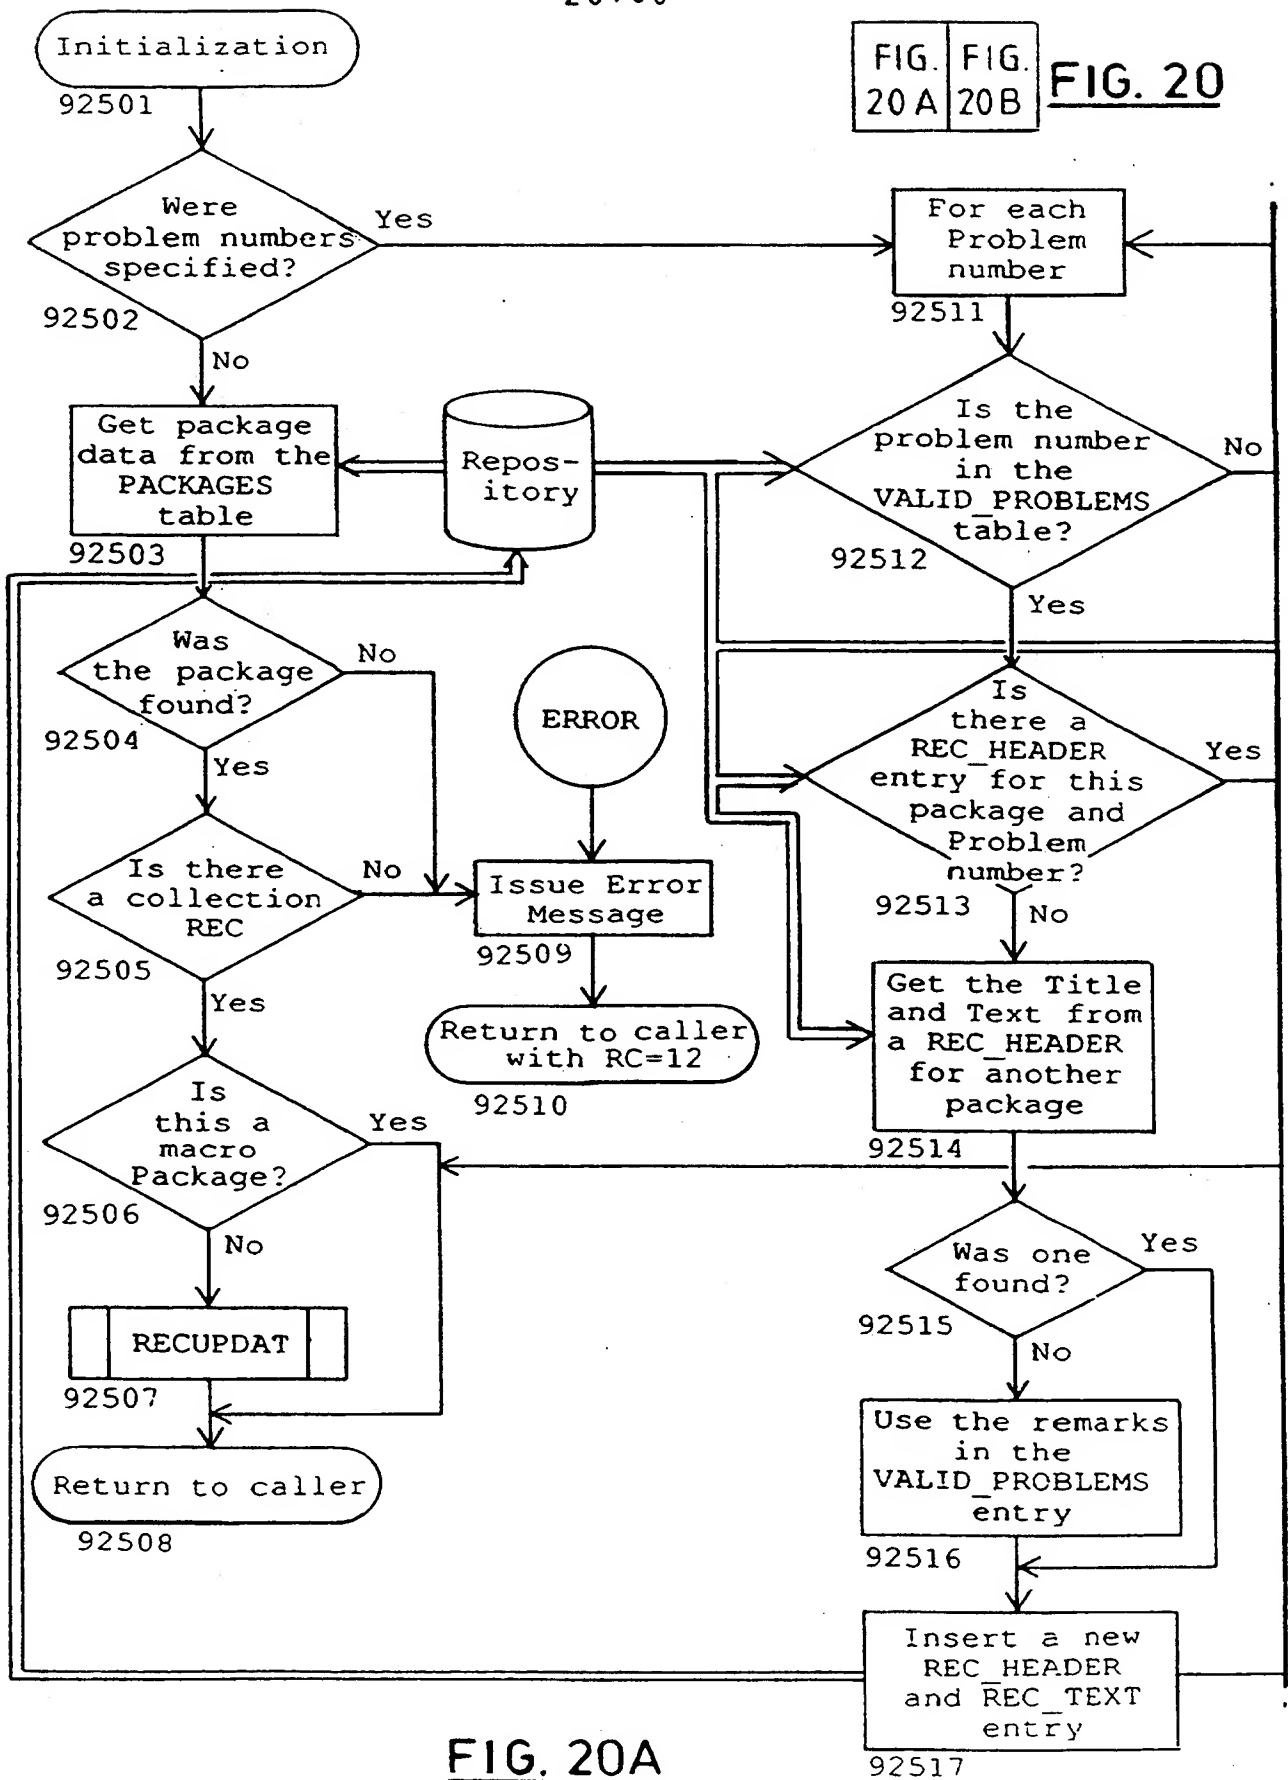 Initialization
92501
FIG. 20A
FIG. 20B
FIG. 20
Were
problem numbers
specified?
Yes
92502
No
For each
Problem
number
92511
Get package
data from the
PACKAGES
table
92503
Repos-
itory
Is the
problem number
in the
VALID_PROBLEMS
table?
No
92512
Yes
Was
the package
found?
No
92504
Yes
ERROR
Is
there a
REC_HEADER
entry for this
package and
Problem
number?
Yes
92513
No
Is there
a collection
REC
No
92505
Yes
Issue Error
Message
92509
Return to caller
with RC=12
92510
Get the Title
and Text from
a REC_HEADER
for another
package
92514
Is
this a
macro
Package?
Yes
92506
No
Was one
found?
Yes
92515
No
RECUPDAT
92507
Return to caller
92508
Use the remarks
in the
VALID_PROBLEMS
entry
92516
Insert a new
REC_HEADER
and REC_TEXT
entry
92517
FIG. 20A